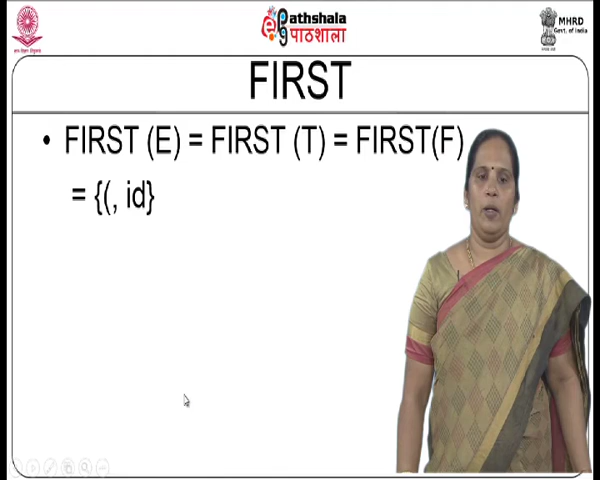 ePathshala
पाठशाला
MHRD
Govt. of India
FIRST
• FIRST (E) = FIRST (T) = FIRST(F)
= {(, id}